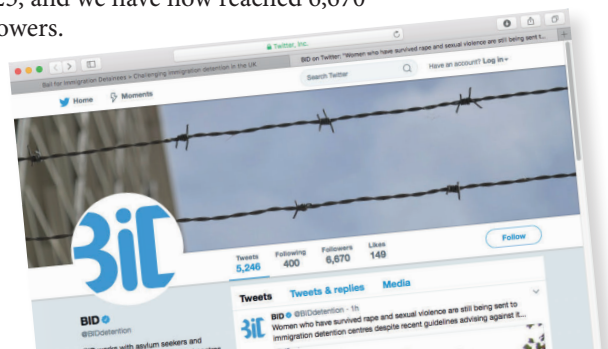 25, and we have now reached 6,670
owers.
Twitter, Inc.
Bail for Immigration Detainees > Challenging immigration detention in the UK
BID on Twitter: "Women who have survived rape and sexual violence are still being sent t...
Home Moments
Search Twitter
Have an account? Log in
BiD
Tweets Following Followers Likes
5,246 400 6,670 149
Follow
Tweets Tweets & replies Media
BID
@BIDdetention
BID @BIDdetention · 1h
Women who have survived rape and sexual violence are still being sent to
immigration detention centres despite recent guidelines advising against it...
BiD
works with asylum seekers and